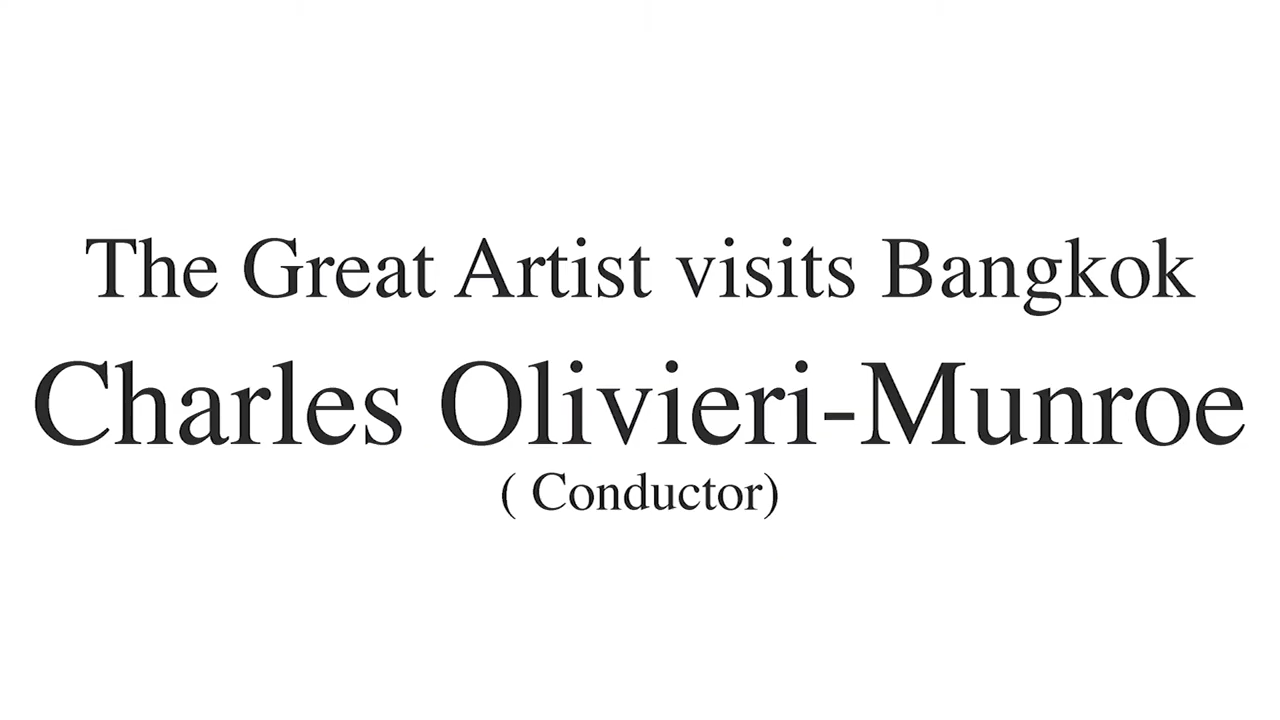 The Great Artist visits Bangkok
Charles Olivieri-Munroe
( Conductor)